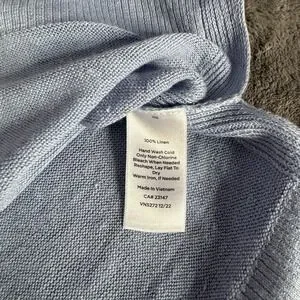 100% Linen
Hand Wash Cold
Only Non-Chlorine
Bleach When Needed
Reshape, Lay Flat To
Dry
Warm Iron, If Needed
Made in Vietnam
CA# 23147
VNS272 12/22